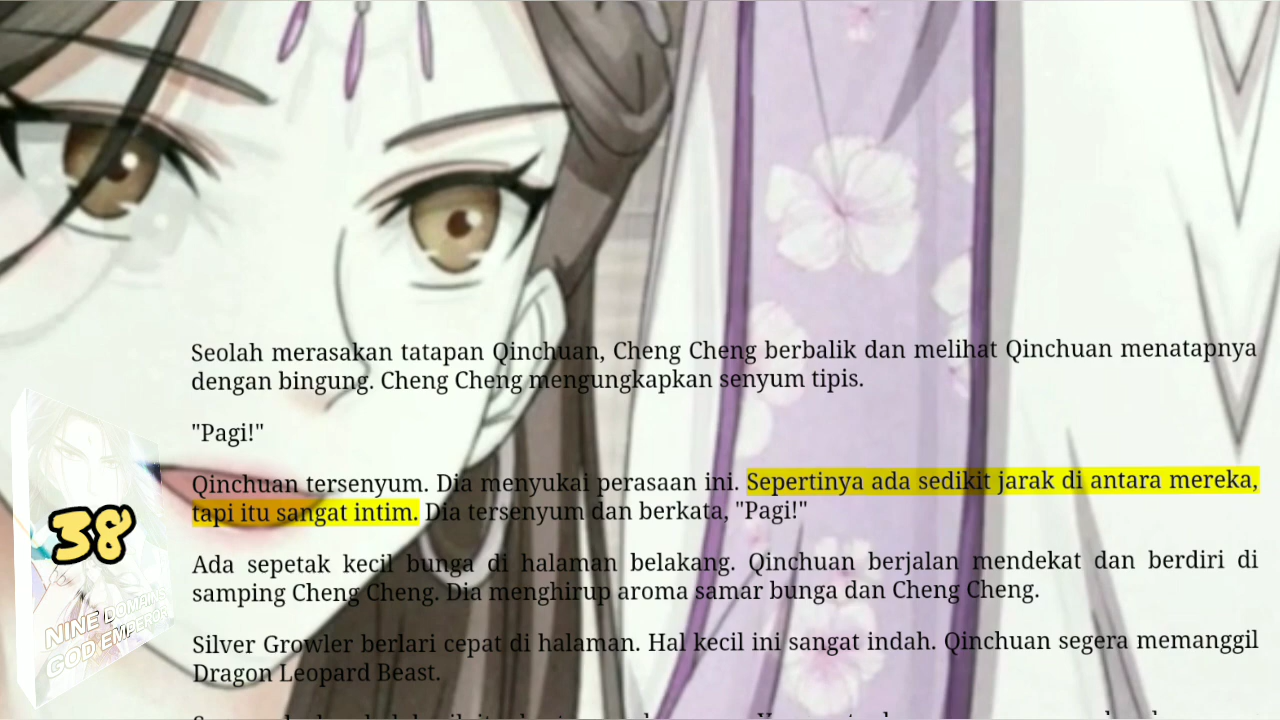 Seolah merasakan tatapan Qinchuan, Cheng Cheng berbalik dan melihat Qinchuan menatapnya
dengan bingung. Cheng Cheng mengungkapkan senyum tipis.
"Pagi!"
Qinchuan tersenyum. Dia menyukai perasaan ini. Sepertinya ada sedikit jarak di antara mereka,
tapi itu sangat intim. Dia tersenyum dan berkata, "Pagi!"
Ada sepetak kecil bunga di halaman belakang. Qinchuan berjalan mendekat dan berdiri di
samping Cheng Cheng. Dia menghirup aroma samar bunga dan Cheng Cheng.
Silver Growler berlari cepat di halaman. Hal kecil ini sangat indah. Qinchuan segera memanggil
Dragon Leopard Beast.
38
NINE DOMAINS
GOD EMPEROR